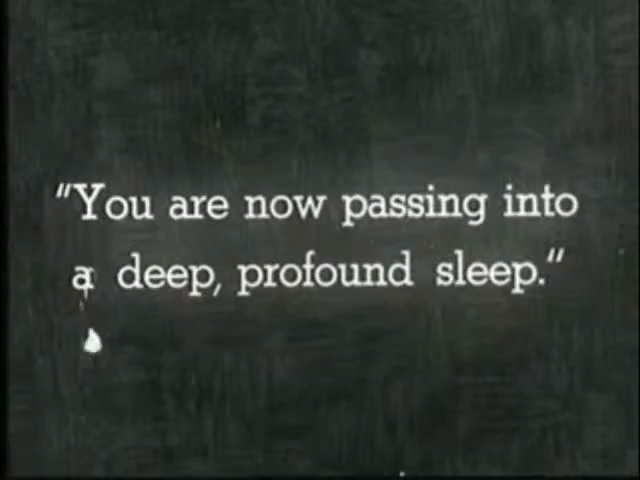 "You are now passing into
a deep, profound sleep."